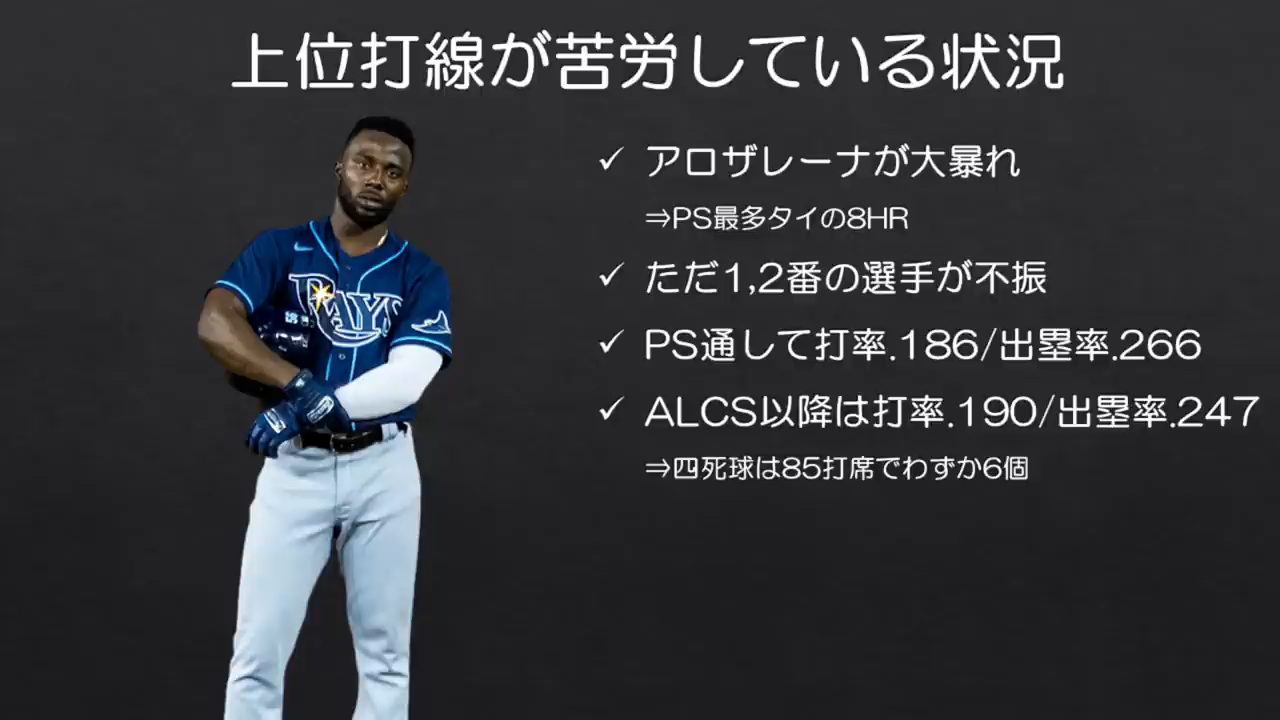 上位打線が苦労している状況
✓ アロザレーナが大暴れ
⇒PS最多タイの8HR
✓ ただ1,2番の選手が不振
✓ PS通して打率.186/出塁率.266
✓ ALCS以降は打率.190/出塁率.247
⇒四死球は85打席でわずか6個
RAYS